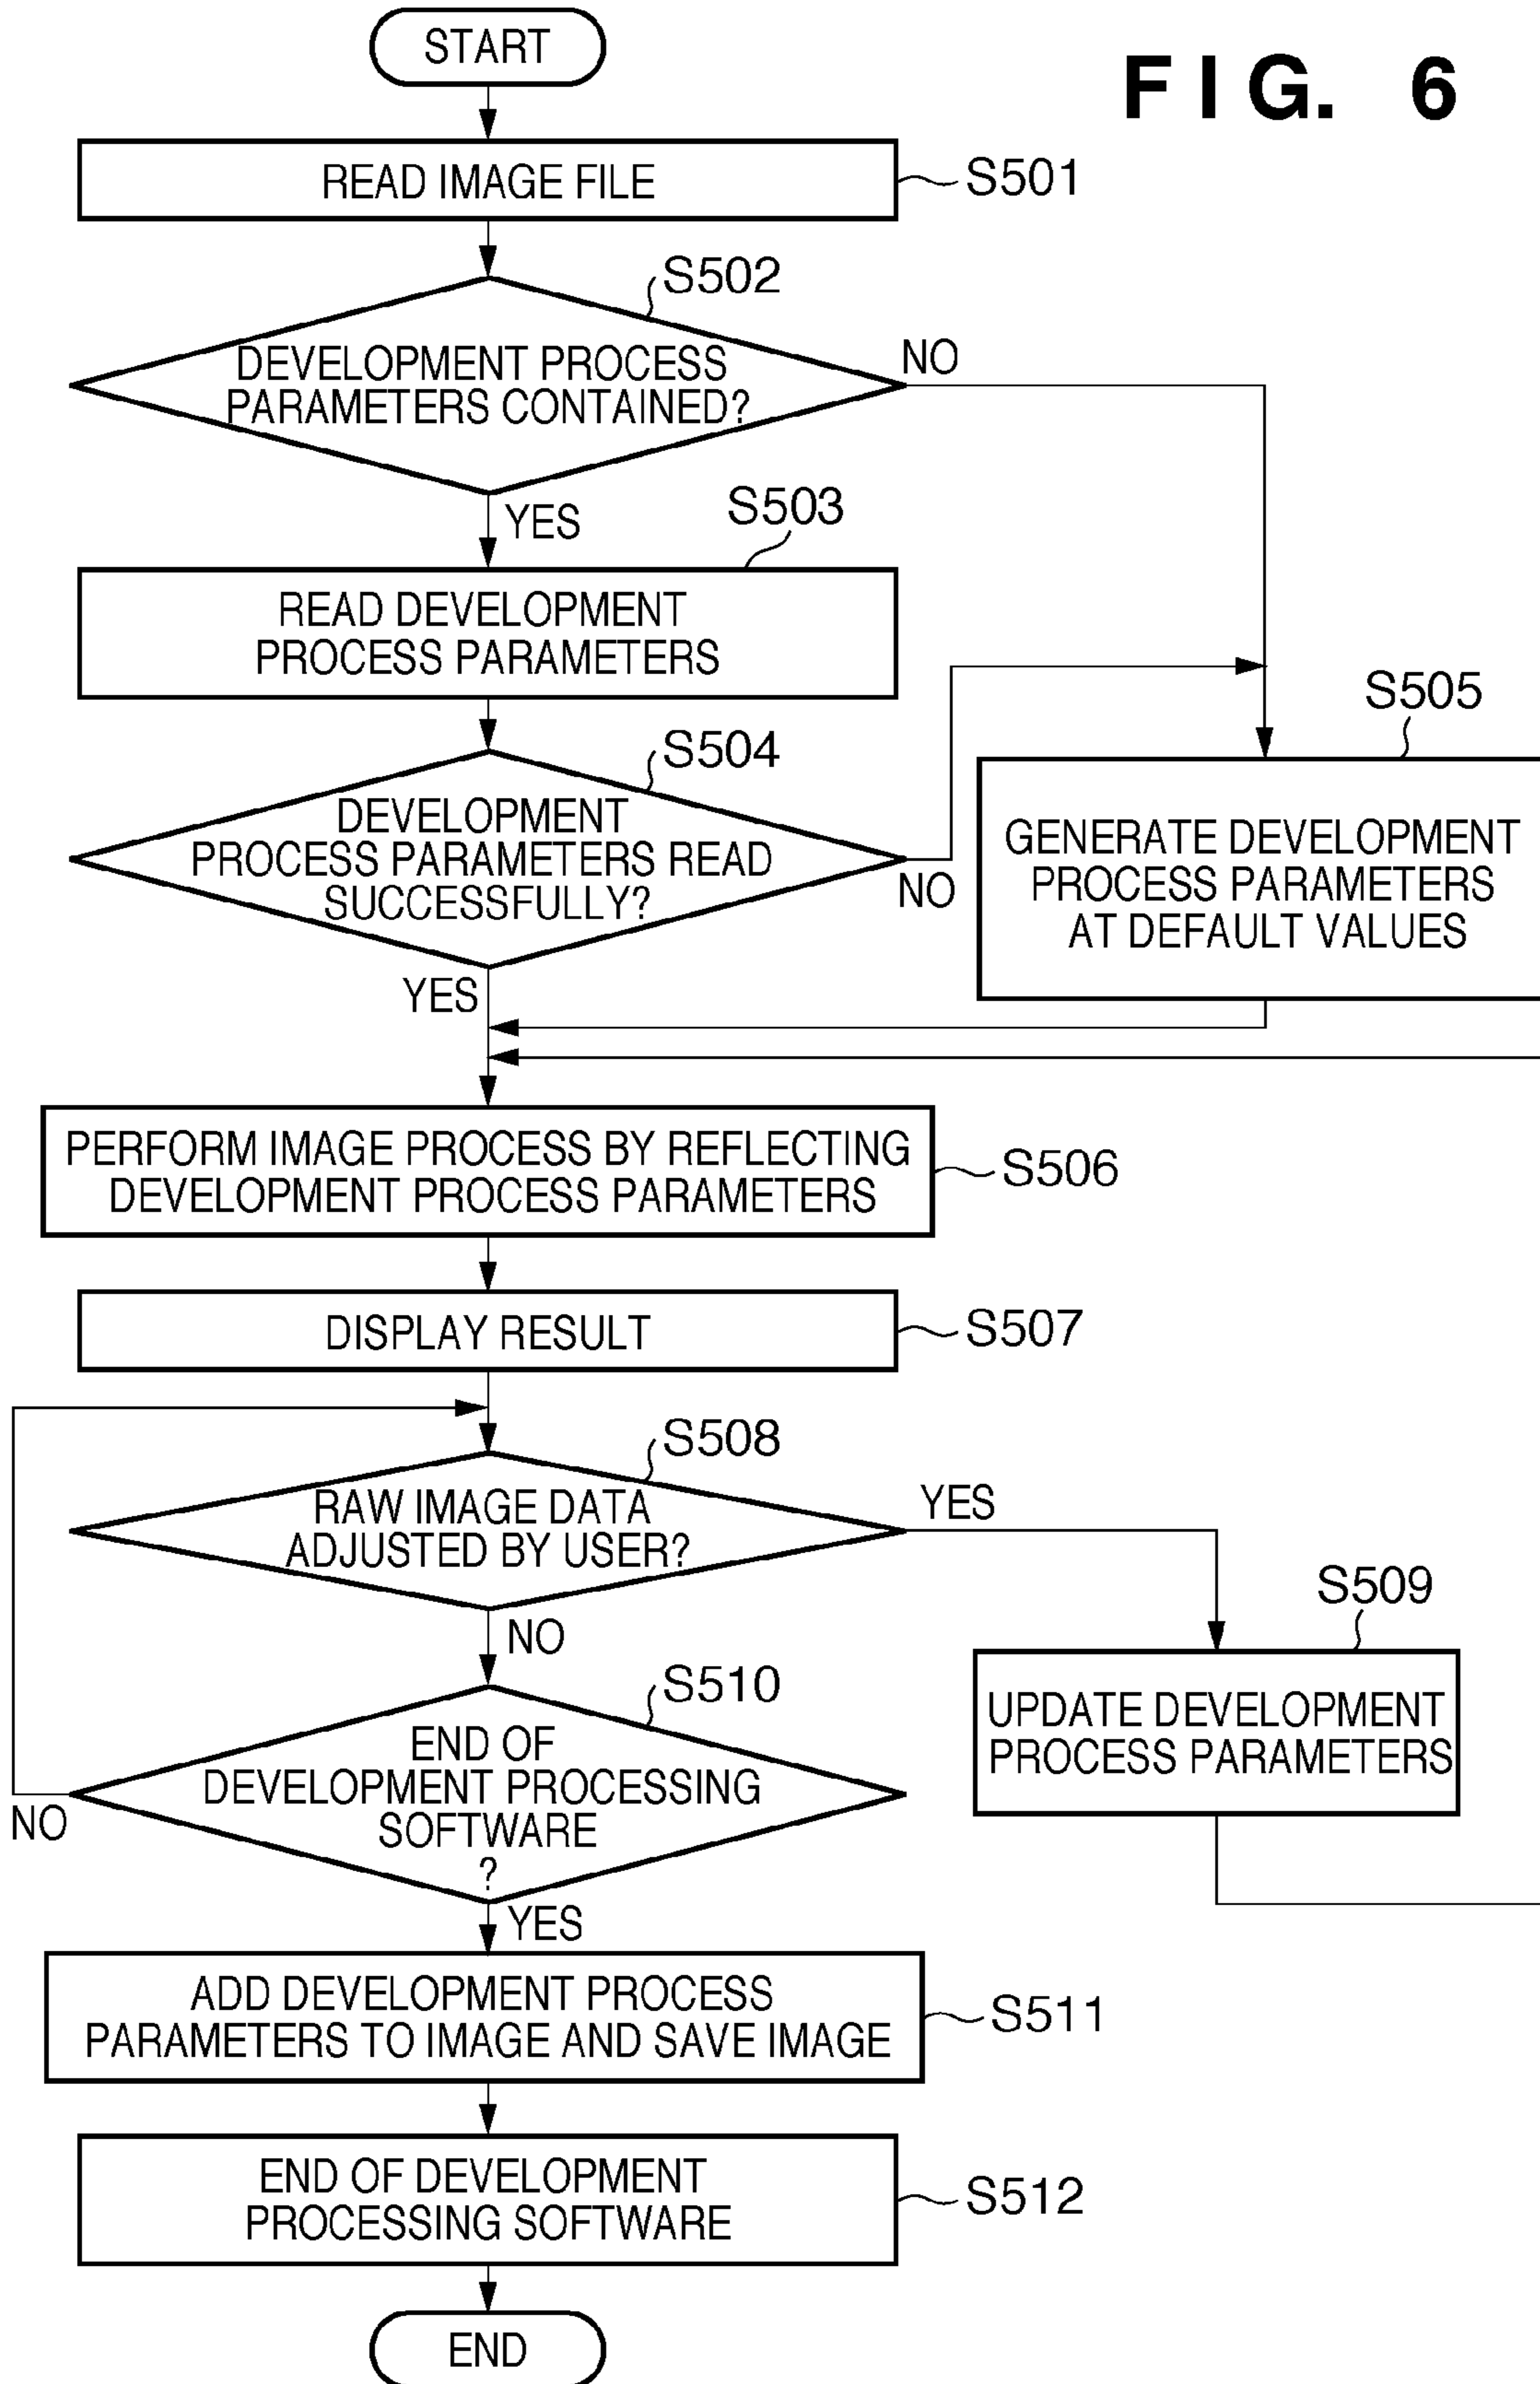 FIG. 6
START
READ IMAGE FILE
S501
S502
DEVELOPMENT PROCESS
PARAMETERS CONTAINED?
NO
YES
S503
READ DEVELOPMENT
PROCESS PARAMETERS
S504
DEVELOPMENT
PROCESS PARAMETERS READ
SUCCESSFULLY?
NO
YES
S505
GENERATE DEVELOPMENT
PROCESS PARAMETERS
AT DEFAULT VALUES
PERFORM IMAGE PROCESS BY REFLECTING
DEVELOPMENT PROCESS PARAMETERS
S506
DISPLAY RESULT
S507
S508
RAW IMAGE DATA
ADJUSTED BY USER?
YES
NO
S509
UPDATE DEVELOPMENT
PROCESS PARAMETERS
S510
END OF
DEVELOPMENT PROCESSING
SOFTWARE
?
NO
YES
ADD DEVELOPMENT PROCESS
PARAMETERS TO IMAGE AND SAVE IMAGE
S511
END OF DEVELOPMENT
PROCESSING SOFTWARE
S512
END